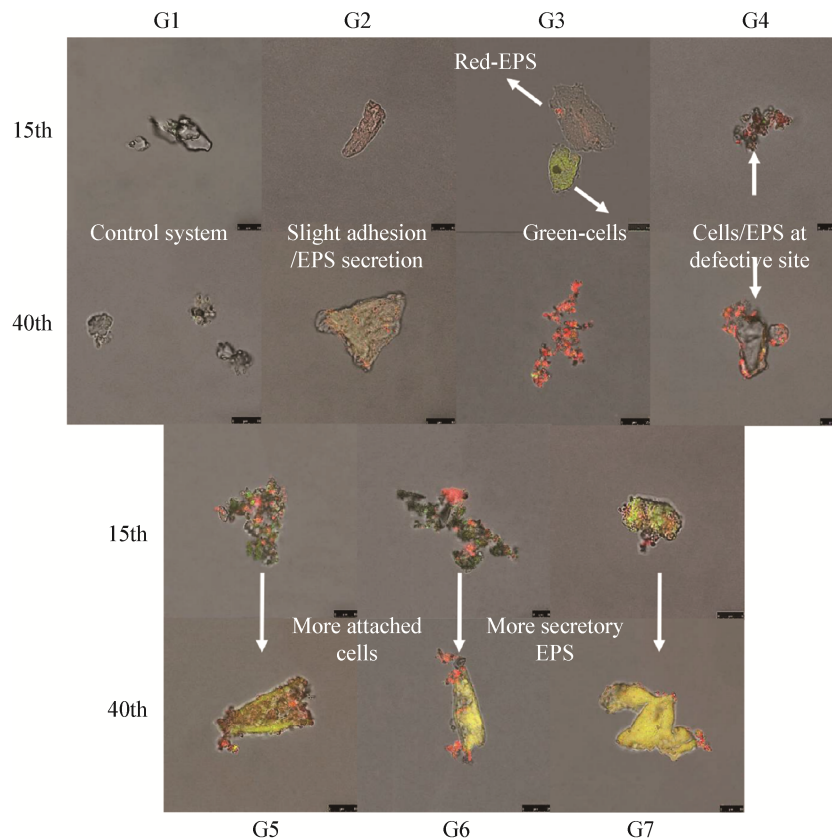 G1 G2 G3 G4
Red-EPS
15th
Control system
Slight adhesion
/EPS secretion
Green-cells
Cells/EPS at
defective site
40th
15th
More attached
cells
More secretory
EPS
40th
G5 G6 G7